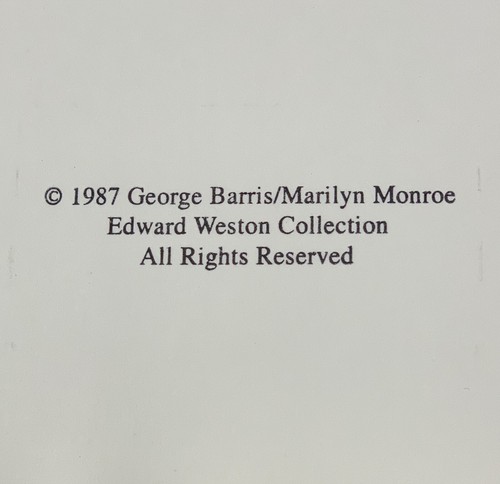 © 1987 George Barris/Marilyn Monroe
Edward Weston Collection
All Rights Reserved